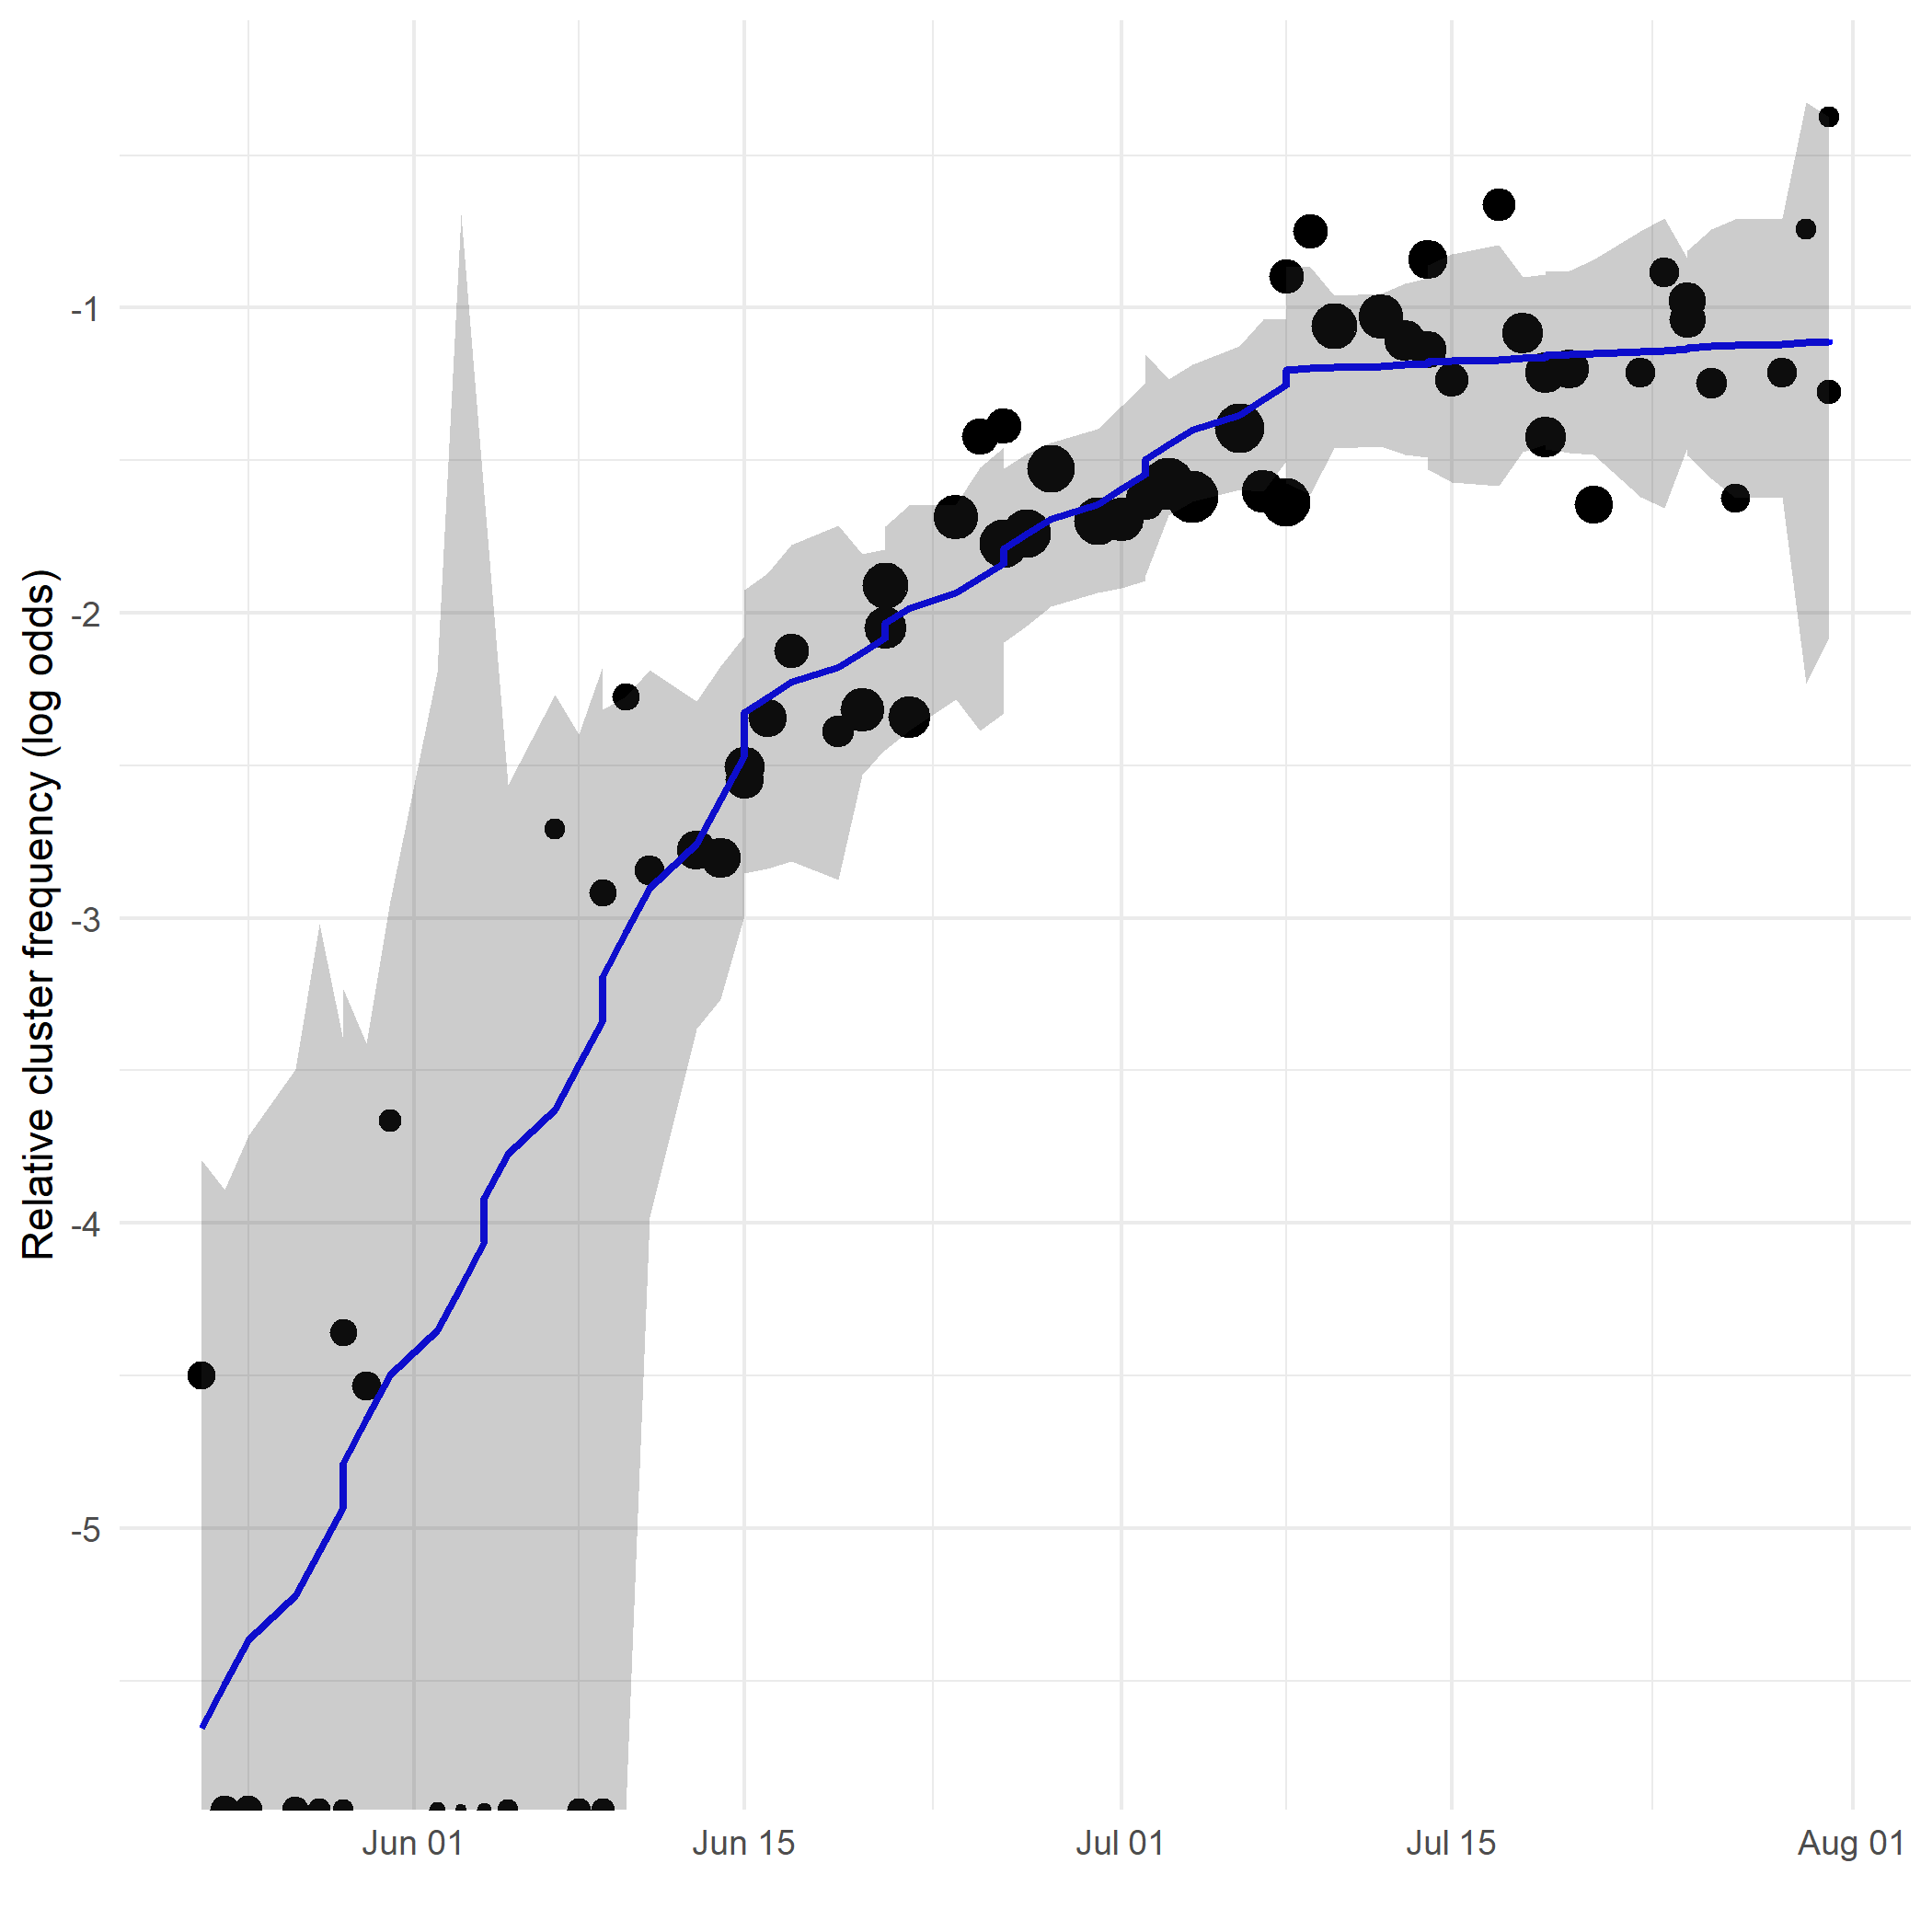 Relative cluster frequency (log odds)
-1
-2
-3
-4
-5
Jun 01
Jun 15
Jul 01
Jul 15
Aug 01